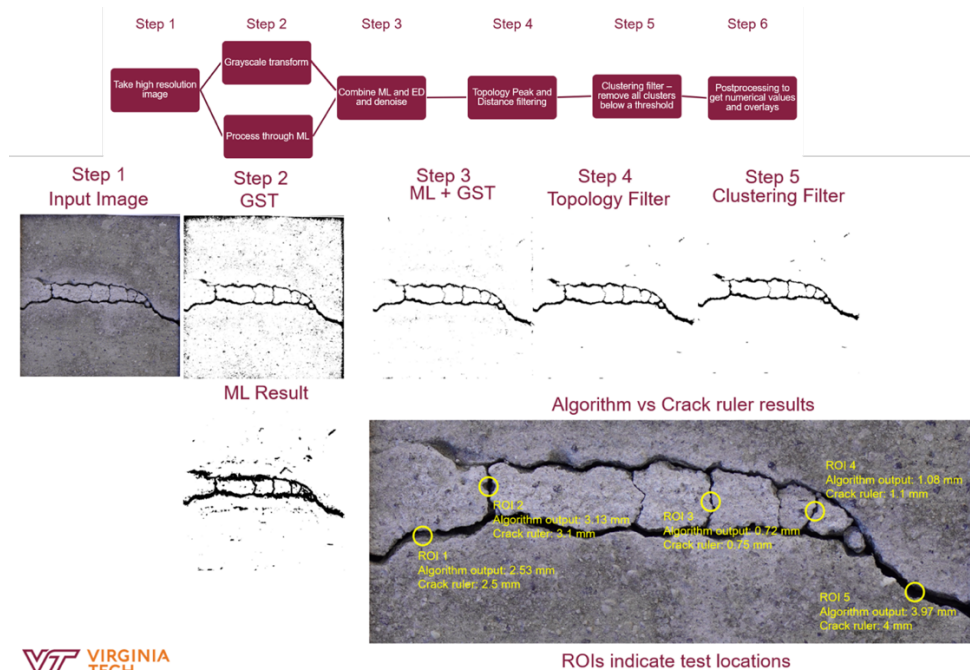 Step 1
Step 2
Step 3
Step 4
Step 5
Step 6
Take high resolution
image
Grayscale transform
Process through ML
Combine ML and ED
and denoise
Topology Peak and
Distance filtering
Clustering filter –
remove all clusters
below a threshold
Postprocessing to
get numerical values
and overlays
Step 1
Input Image
Step 2
GST
Step 3
ML + GST
Step 4
Topology Filter
Step 5
Clustering Filter
ML Result
Algorithm vs Crack ruler results
ROI 1
Algorithm output: 2.53 mm
Crack ruler: 2.5 mm
ROI 2
Algorithm output: 3.13 mm
Crack ruler: 3.1 mm
ROI 3
Algorithm output: 0.72 mm
Crack ruler: 0.75 mm
ROI 4
Algorithm output: 1.08 mm
Crack ruler: 1.1 mm
ROI 5
Algorithm output: 3.97 mm
Crack ruler: 4 mm
ROIs indicate test locations
VT VIRGINIA
TECH